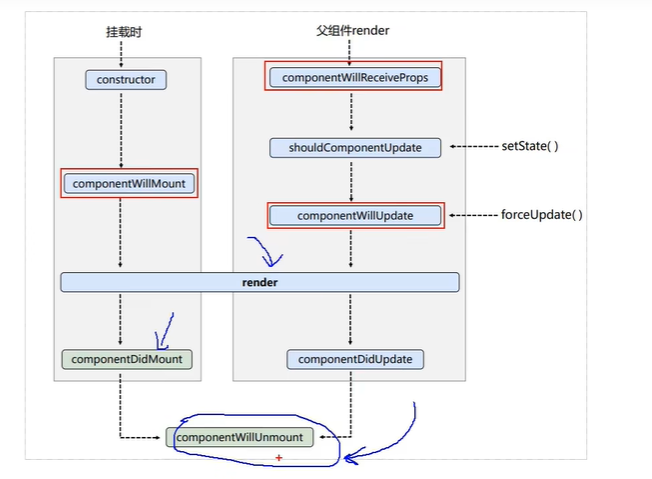 挂载时
父组件render
constructor
componentWillReceiveProps
shouldComponentUpdate
setState( )
componentWillMount
componentWillUpdate
forceUpdate( )
render
componentDidMount
componentDidUpdate
componentWillUnmount